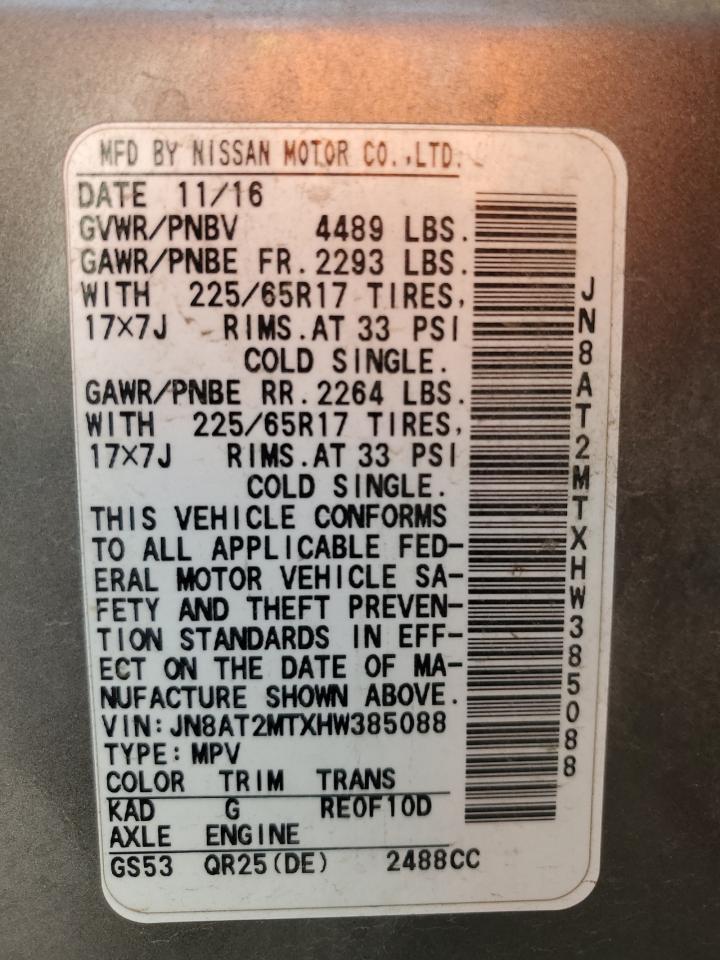 MFD BY NISSAN MOTOR CO.,LTD.
DATE 11/16
GVWR/PNBV 4489 LBS.
GAWR/PNBE FR.2293 LBS.
WITH 225/65R17 TIRES,
17×7J RIMS.AT 33 PSI
COLD SINGLE.
GAWR/PNBE RR.2264 LBS.
WITH 225/65R17 TIRES,
17×7J RIMS.AT 33 PSI
COLD SINGLE.
THIS VEHICLE CONFORMS
TO ALL APPLICABLE FED-
ERAL MOTOR VEHICLE SA-
FETY AND THEFT PREVEN-
TION STANDARDS IN EFF-
ECT ON THE DATE OF MA-
NUFACTURE SHOWN ABOVE.
VIN:JN8AT2MTXHW385088
TYPE:MPV
COLOR TRIM TRANS
KAD G RE0F10D
AXLE ENGINE
GS53 QR25(DE) 2488CC
JN8AT2MTXHW385088